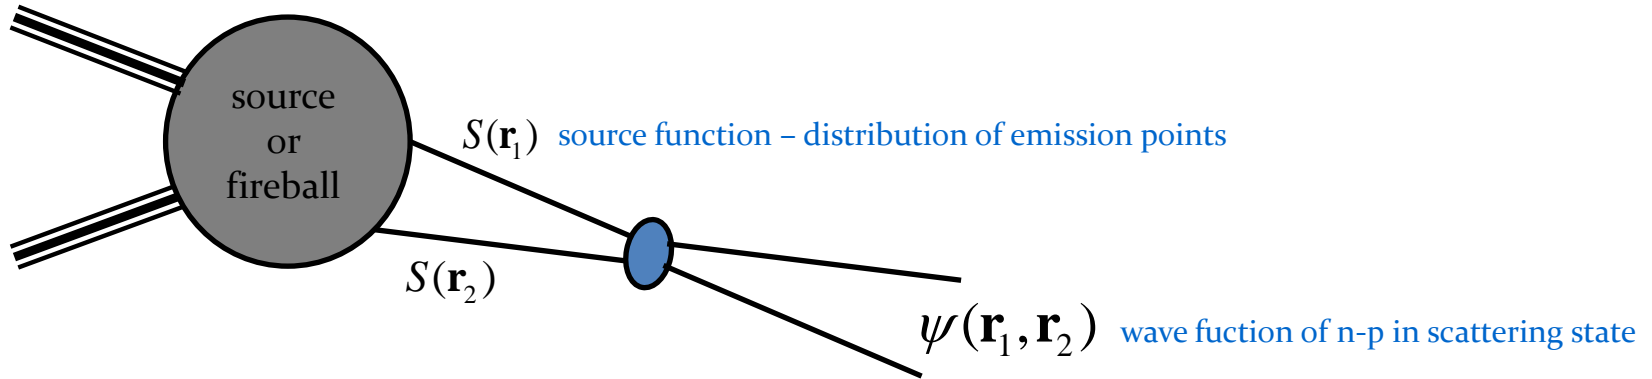 source
or
fireball
S(r₁) source function – distribution of emission points
S(r₂)
ψ(r₁,r₂) wave fuction of n-p in scattering state